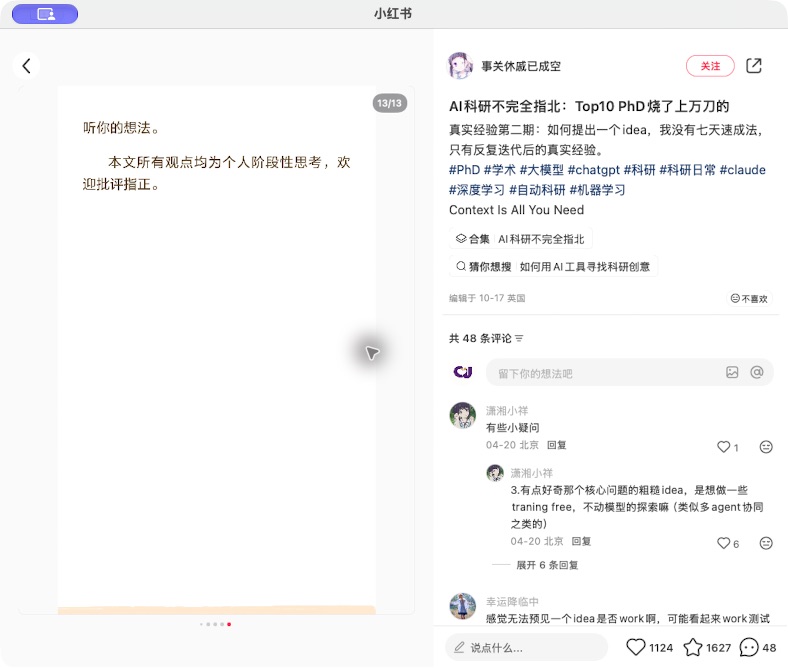 小红书
13/13
听你的想法。
本文所有观点均为个人阶段性思考，欢
迎批评指正。
事关休戚已成空
关注
AI科研不完全指北：Top10 PhD烧了上万刀的
真实经验第二期：如何提出一个idea，我没有七天速成法，
只有反复迭代后的真实经验。
#PhD #学术 #大模型 #chatgpt #科研 #科研日常 #claude
#深度学习 #自动科研 #机器学习
Context Is All You Need
合集 AI科研不完全指北
猜你想搜 如何用AI工具寻找科研创意
编辑于 10-17 英国
不喜欢
共 48 条评论
CJ
留下你的想法吧
潇湘小祥
有些小疑问
04-20 北京 回复
1
潇湘小祥
3.有点好奇那个核心问题的粗糙idea，是想做一些
traning free，不动模型的探索嘛（类似多agent协同
之类的）
04-20 北京 回复
6
展开 6 条回复
幸运降临中
感觉无法预见一个idea是否work啊，可能看起来work测试
说点什么...
1124
1627
48